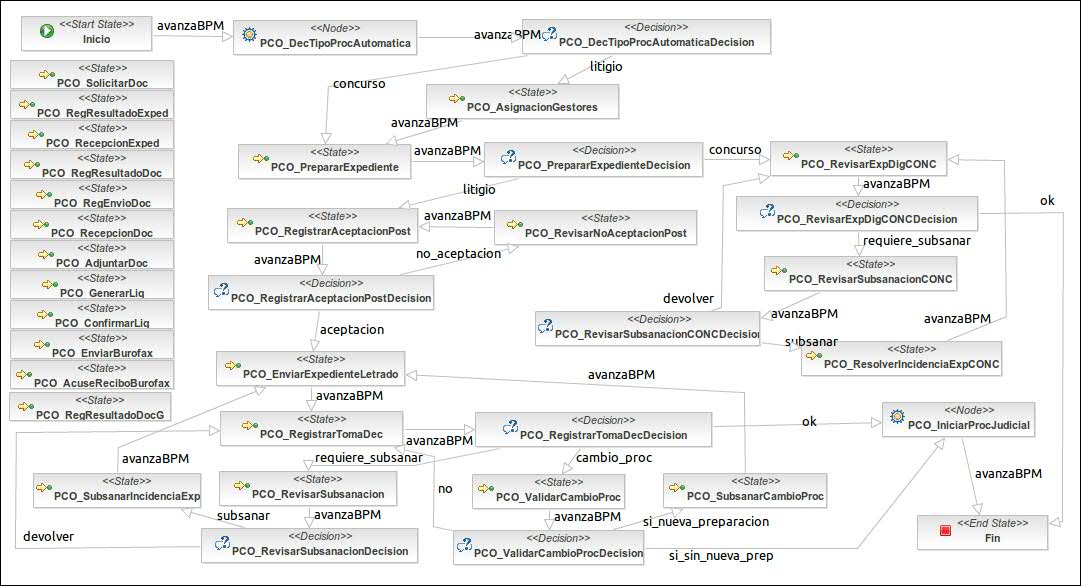 <<Start State>>
Inicio
avanzaBPM
<<Node>>
PCO_DecTipoProcAutomatica
avanzaBPM
<<Decision>>
PCO_DecTipoProcAutomaticaDecision
concurso
litigio
<<State>>
PCO_SolicitarDoc
<<State>>
PCO_RegResultadoExped
<<State>>
PCO_RecepcionExped
<<State>>
PCO_RegResultadoDoc
<<State>>
PCO_RegEnvioDoc
<<State>>
PCO_RecepcionDoc
<<State>>
PCO_AdjuntarDoc
<<State>>
PCO_GenerarLiq
<<State>>
PCO_ConfirmarLiq
<<State>>
PCO_EnviarBurofax
<<State>>
PCO_AcuseReciboBurofax
<<State>>
PCO_RegResultadoDocG
<<State>>
PCO_AsignacionGestores
avanzaBPM
<<State>>
PCO_PrepararExpediente
avanzaBPM
<<Decision>>
PCO_PrepararExpedienteDecision
concurso
<<State>>
PCO_RevisarExpDigCONC
avanzaBPM
litigio
<<Decision>>
PCO_RevisarExpDigCONCDecision
ok
<<State>>
PCO_RegistrarAceptacionPost
avanzaBPM
<<State>>
PCO_RevisarNoAceptacionPost
requiere_subsanar
avanzaBPM
no_aceptacion
<<State>>
PCO_RevisarSubsanacionCONC
<<Decision>>
PCO_RegistrarAceptacionPostDecision
devolver
avanzaBPM
avanzaBPM
<<Decision>>
PCO_RevisarSubsanacionCONCDecision
aceptacion
subsanar
<<State>>
PCO_ResolverIncidenciaExpCONC
<<State>>
PCO_EnviarExpedienteLetrado
avanzaBPM
avanzaBPM
<<State>>
PCO_RegistrarTomaDec
avanzaBPM
<<Decision>>
PCO_RegistrarTomaDecDecision
ok
<<Node>>
PCO_IniciarProcJudicial
avanzaBPM
requiere_subsanar
cambio_proc
avanzaBPM
<<State>>
PCO_SubsanarIncidenciaExp
<<State>>
PCO_RevisarSubsanacion
no
<<State>>
PCO_ValidarCambioProc
<<State>>
PCO_SubsanarCambioProc
subsanar
avanzaBPM
avanzaBPM
si_nueva_preparacion
<<End State>>
Fin
devolver
<<Decision>>
PCO_RevisarSubsanacionDecision
<<Decision>>
PCO_ValidarCambioProcDecision
si_sin_nueva_prep